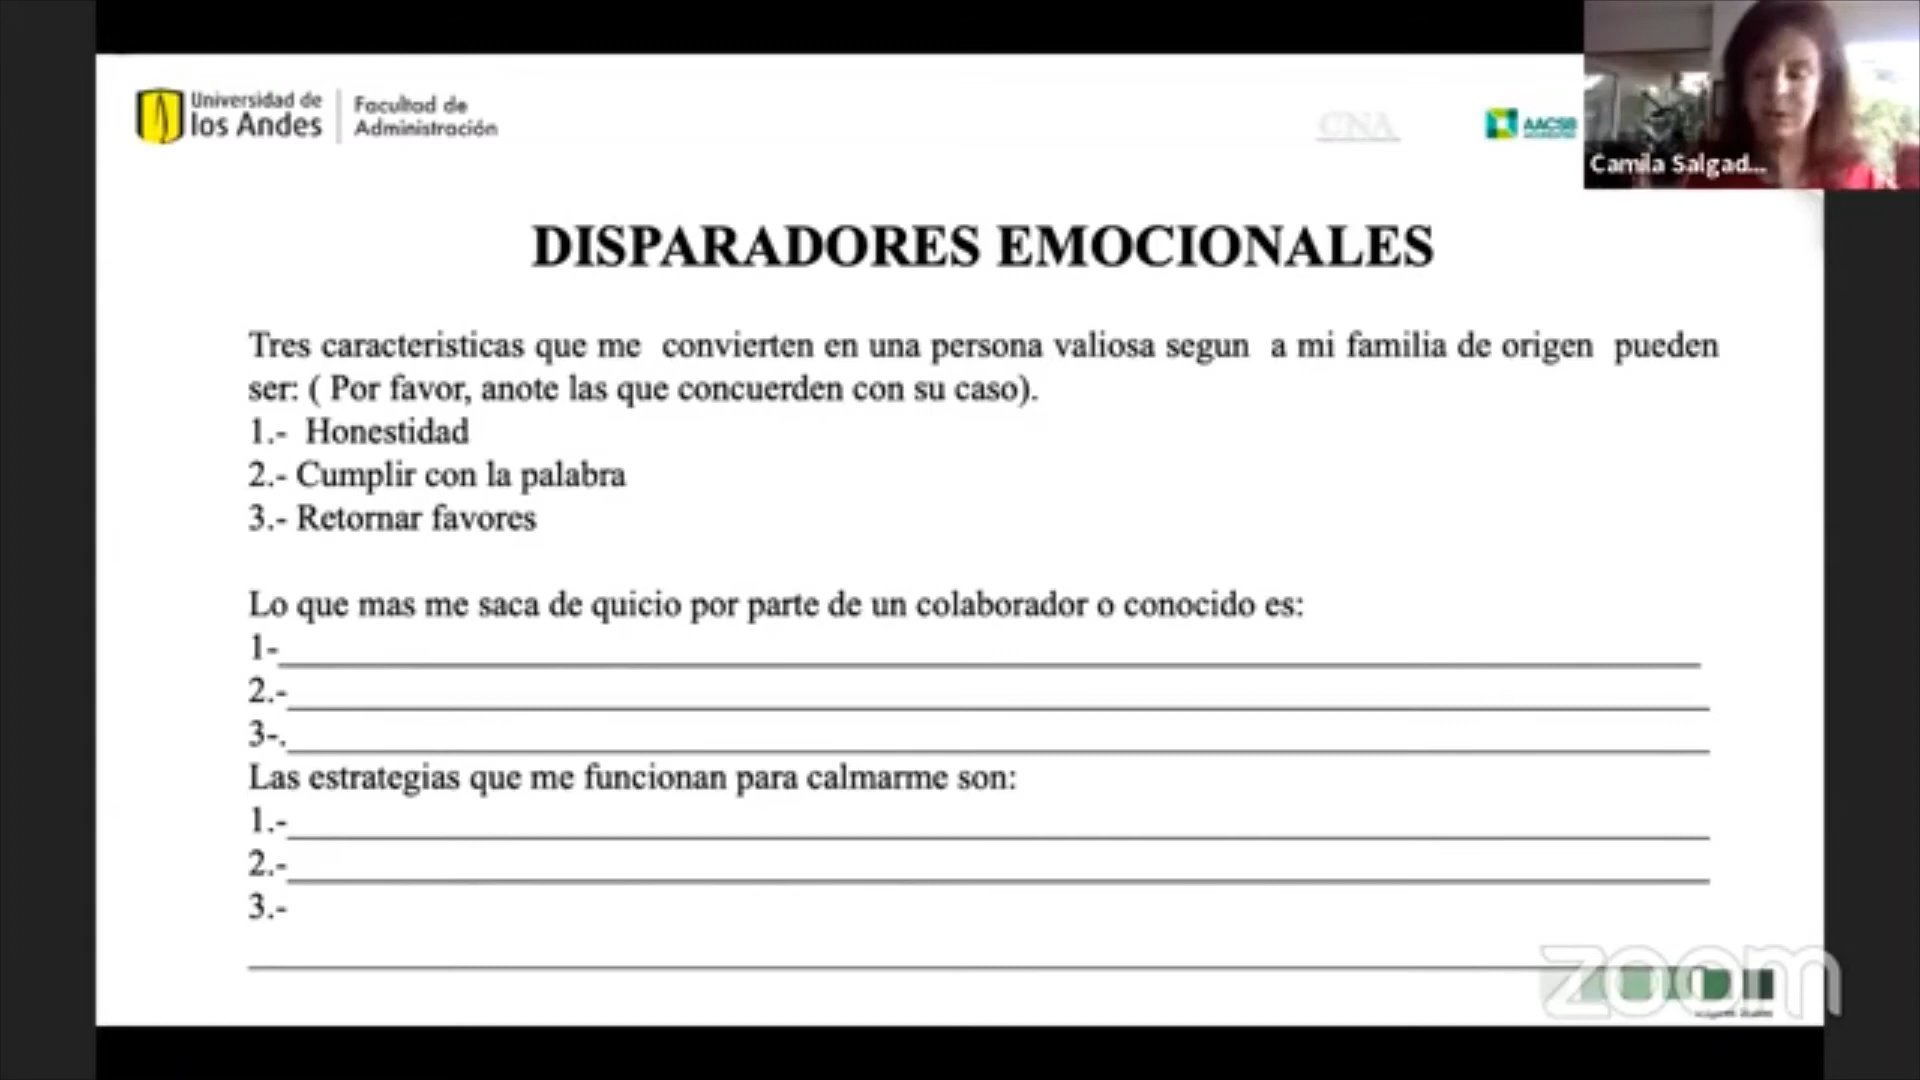 Universidad de
los Andes
Facultad de
Administración
CNA
AACSB
Camila Salgad...
DISPARADORES EMOCIONALES
Tres caracteristicas que me convierten en una persona valiosa segun a mi familia de origen pueden
ser: ( Por favor, anote las que concuerden con su caso).
1.- Honestidad
2.- Cumplir con la palabra
3.- Retornar favores
Lo que mas me saca de quicio por parte de un colaborador o conocido es:
1-
2.-
3-.
Las estrategias que me funcionan para calmarme son:
1.-
2.-
3.-
zoom